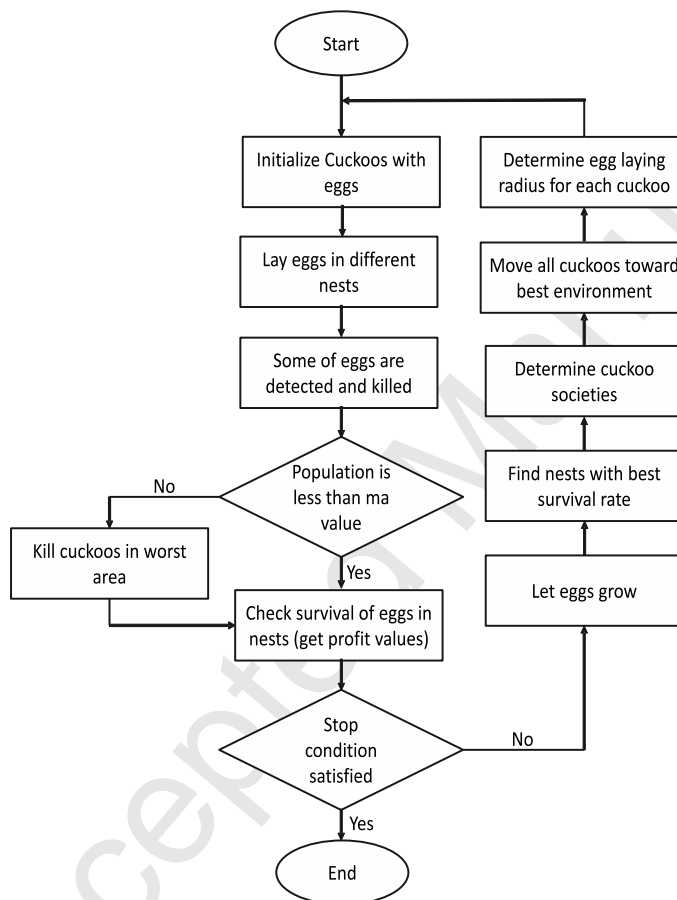 Start
Initialize Cuckoos with
eggs
Lay eggs in different
nests
Some of eggs are
detected and killed
Population is
less than ma
value
No
Kill cuckoos in worst
area
Yes
Check survival of eggs in
nests (get profit values)
Stop
condition
satisfied
No
Yes
End
Let eggs grow
Find nests with best
survival rate
Determine cuckoo
societies
Move all cuckoos toward
best environment
Determine egg laying
radius for each cuckoo